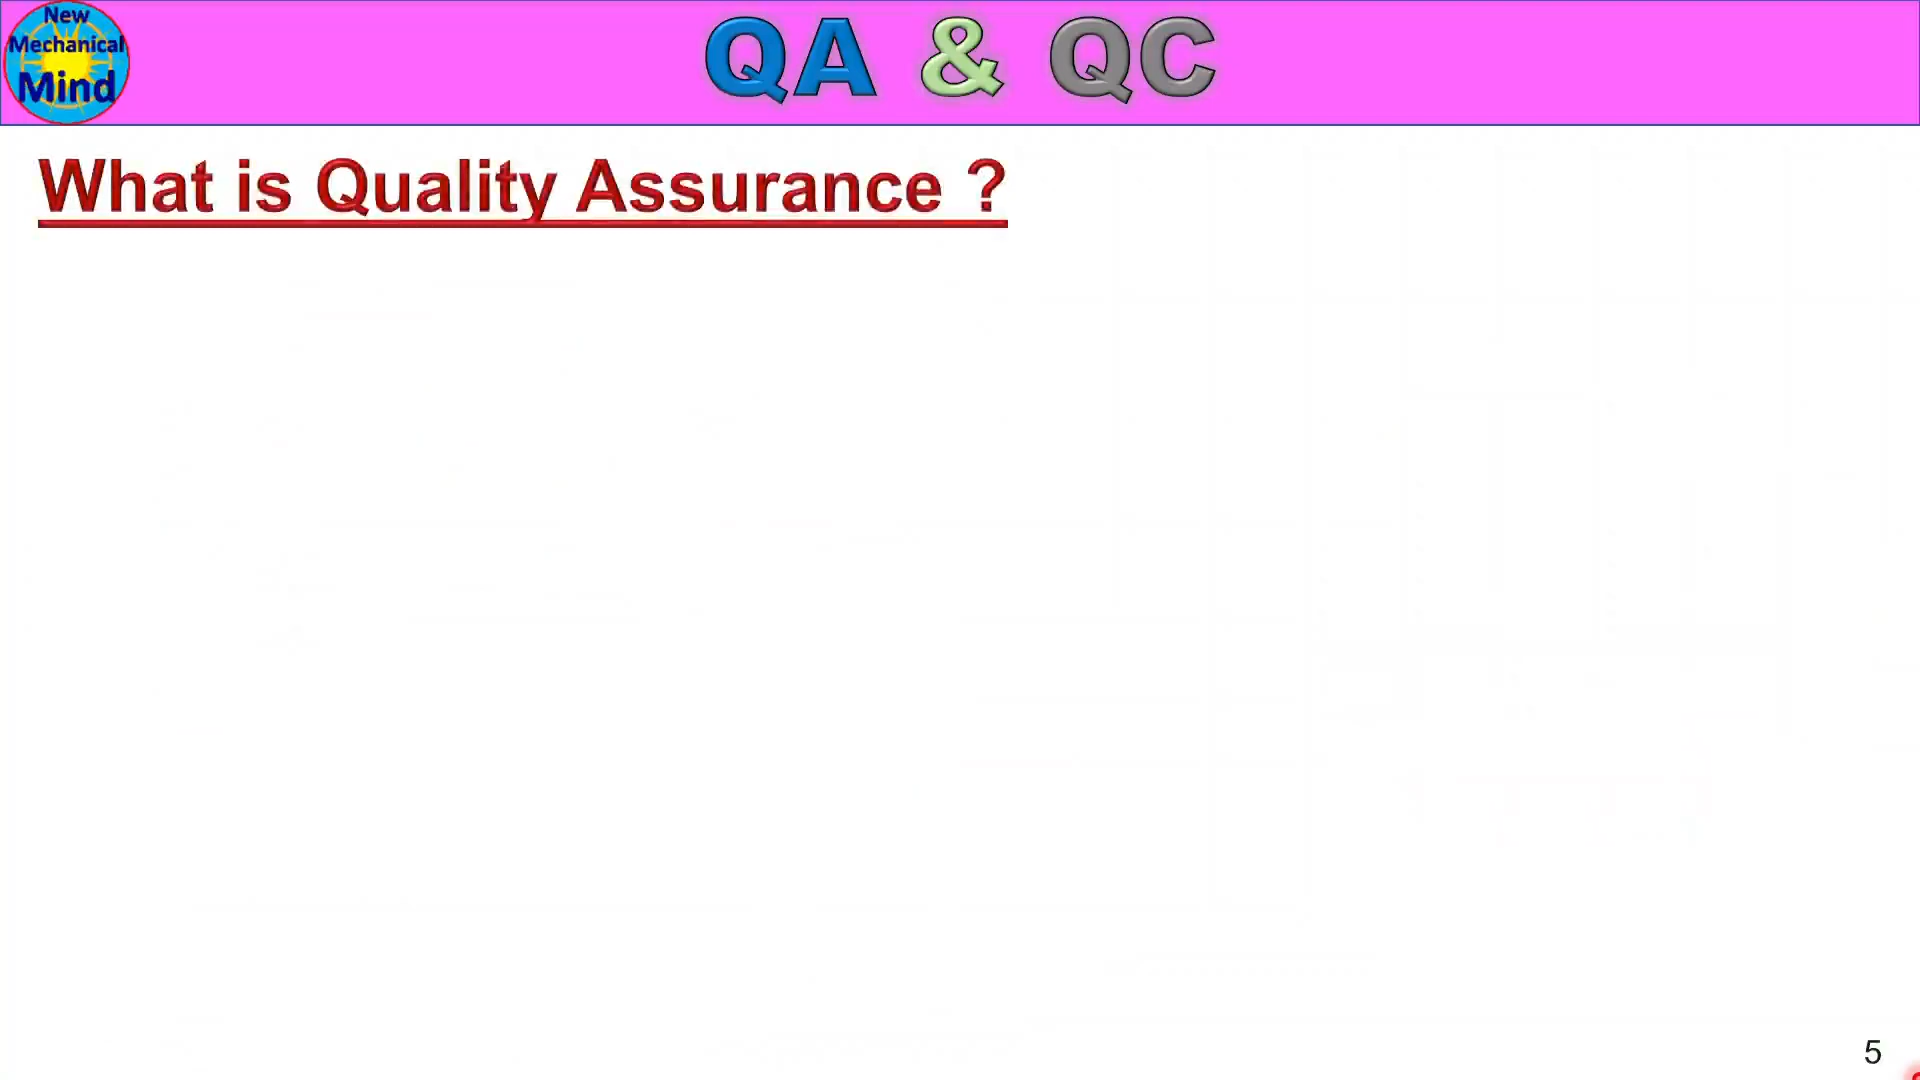 New
Mechanical
Mind
QA & QC
What is Quality Assurance ?
5